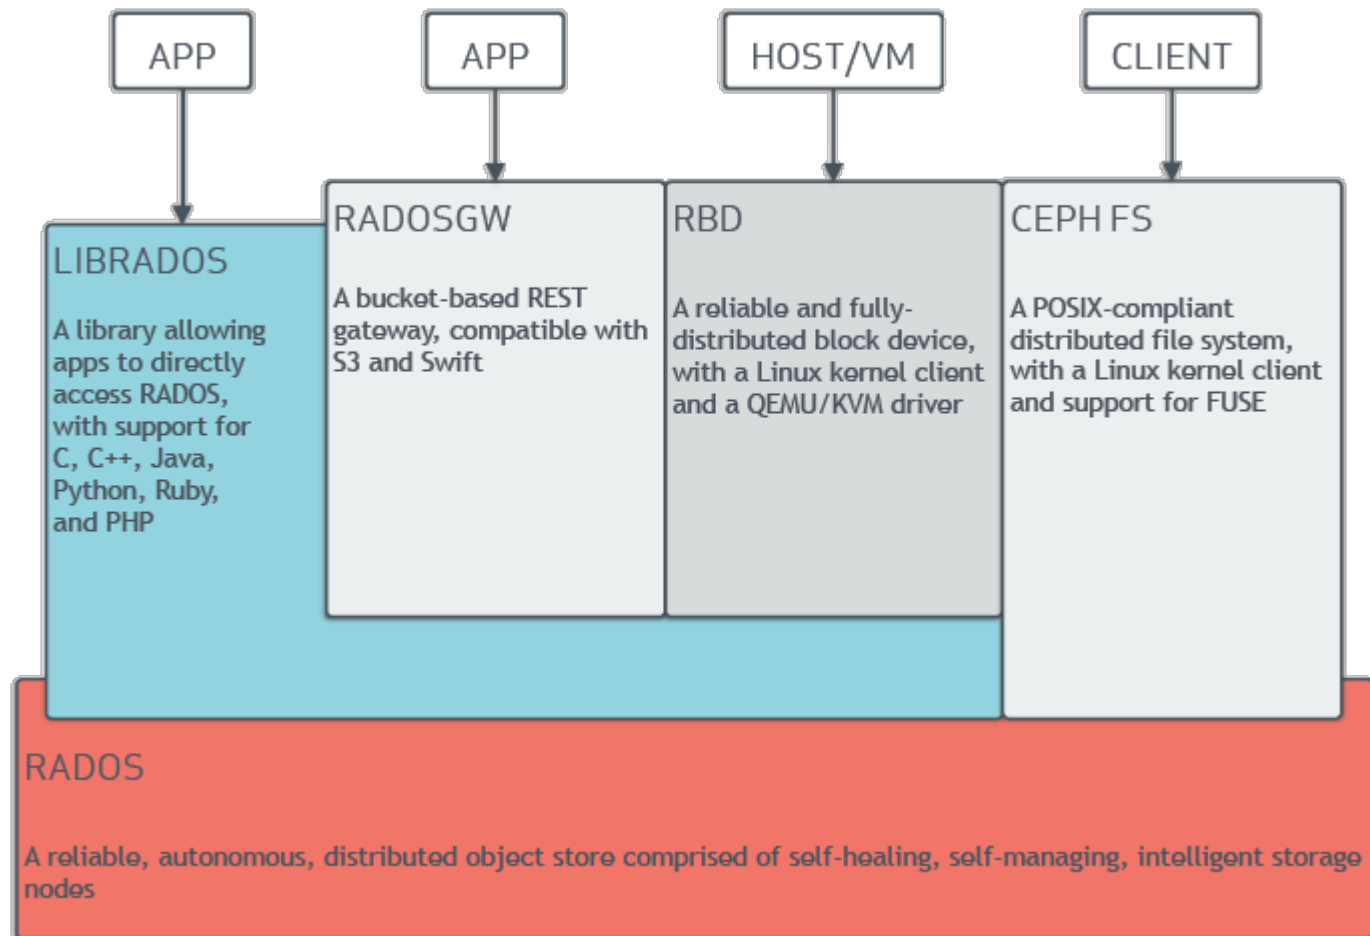 APP
APP
HOST/VM
CLIENT
LIBRADOS
A library allowing
apps to directly
access RADOS,
with support for
C, C++, Java,
Python, Ruby,
and PHP
RADOSGW
A bucket-based REST
gateway, compatible with
S3 and Swift
RBD
A reliable and fully-
distributed block device,
with a Linux kernel client
and a QEMU/KVM driver
CEPH FS
A POSIX-compliant
distributed file system,
with a Linux kernel client
and support for FUSE
RADOS
A reliable, autonomous, distributed object store comprised of self-healing, self-managing, intelligent storage
nodes